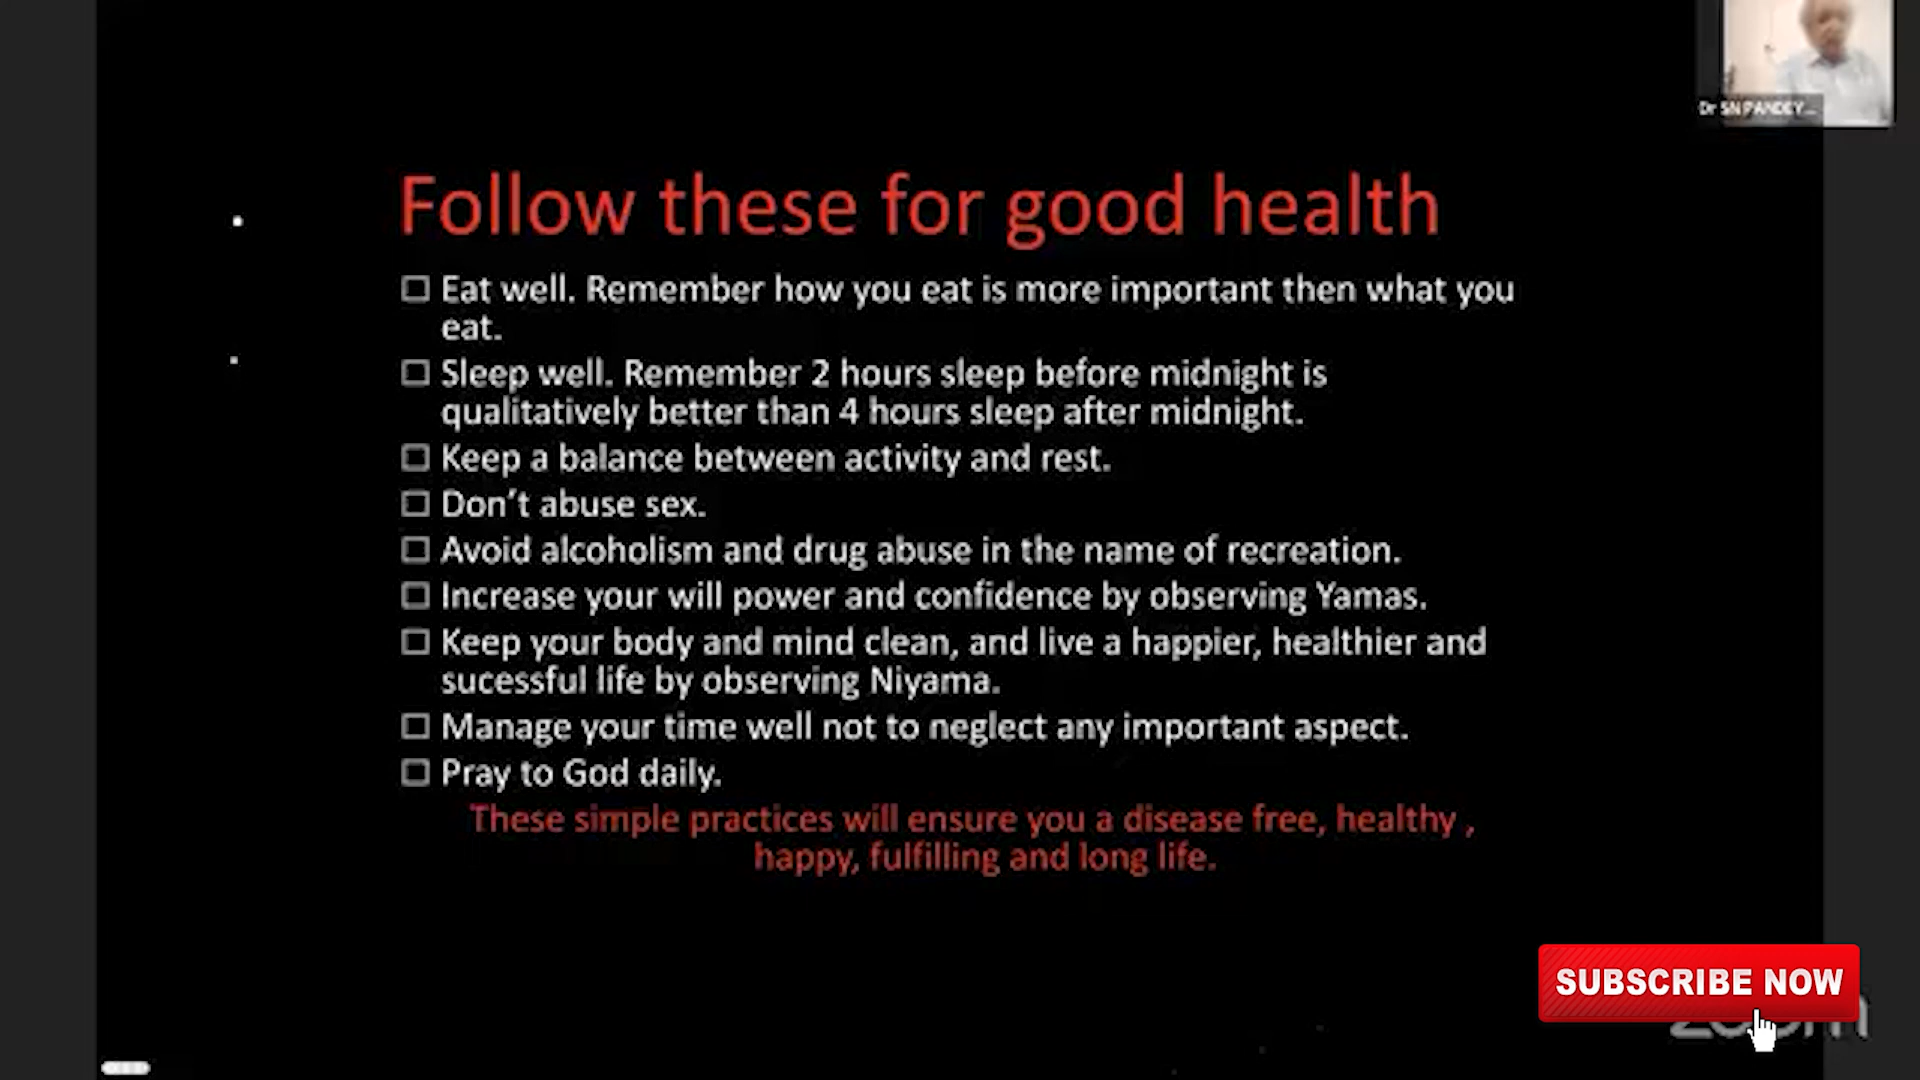 Dr SN PANDEY...
Follow these for good health
Eat well. Remember how you eat is more important then what you
eat.
Sleep well. Remember 2 hours sleep before midnight is
qualitatively better than 4 hours sleep after midnight.
Keep a balance between activity and rest.
Don't abuse sex.
Avoid alcoholism and drug abuse in the name of recreation.
Increase your will power and confidence by observing Yamas.
Keep your body and mind clean, and live a happier, healthier and
sucessful life by observing Niyama.
Manage your time well not to neglect any important aspect.
Pray to God daily.
These simple practices will ensure you a disease free, healthy ,
happy, fulfilling and long life.
SUBSCRIBE NOW